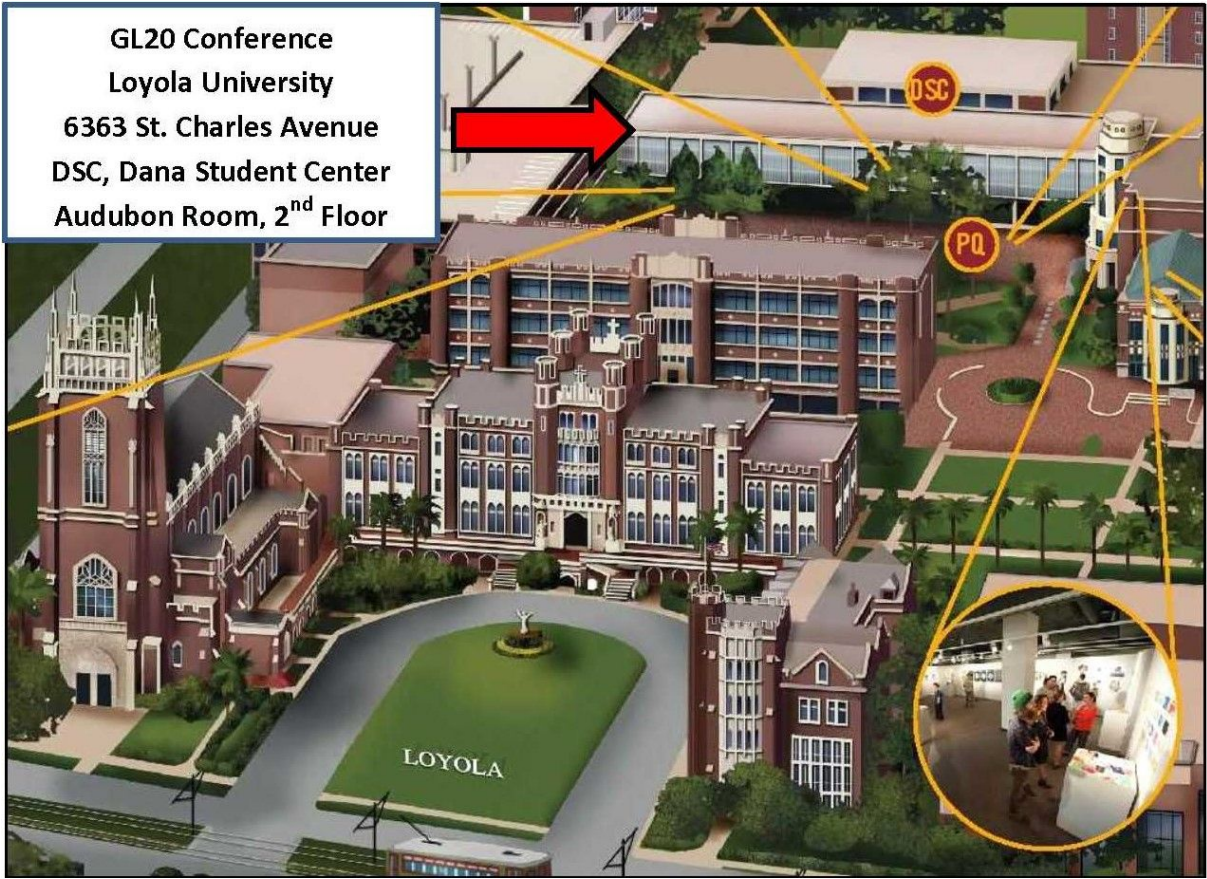 GL20 Conference
Loyola University
6363 St. Charles Avenue
DSC, Dana Student Center
Audubon Room, 2nd Floor
DSC
PQ
LOYOLA